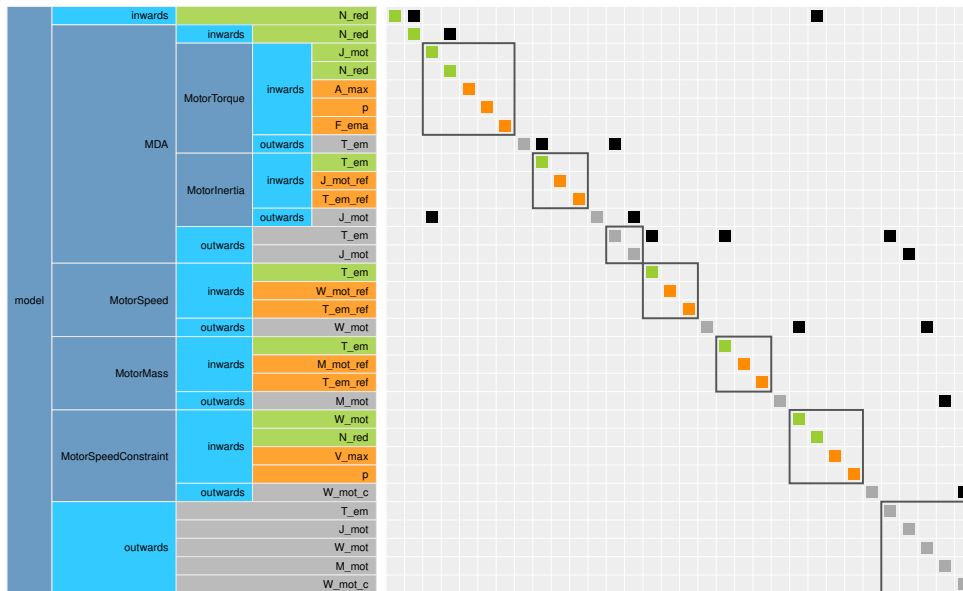 inwards N_red
inwards N_red
J_mot
N_red
inwards A_max
MotorTorque p
F_ema
outwards T_em
MDA
T_em
inwards J_mot_ref
MotorInertia T_em_ref
outwards J_mot
outwards T_em
J_mot
T_em
model MotorSpeed inwards W_mot_ref
T_em_ref
outwards W_mot
T_em
MotorMass inwards M_mot_ref
T_em_ref
outwards M_mot
W_mot
MotorSpeedConstraint inwards N_red
V_max
p
outwards W_mot_c
T_em
J_mot
outwards W_mot
M_mot
W_mot_c